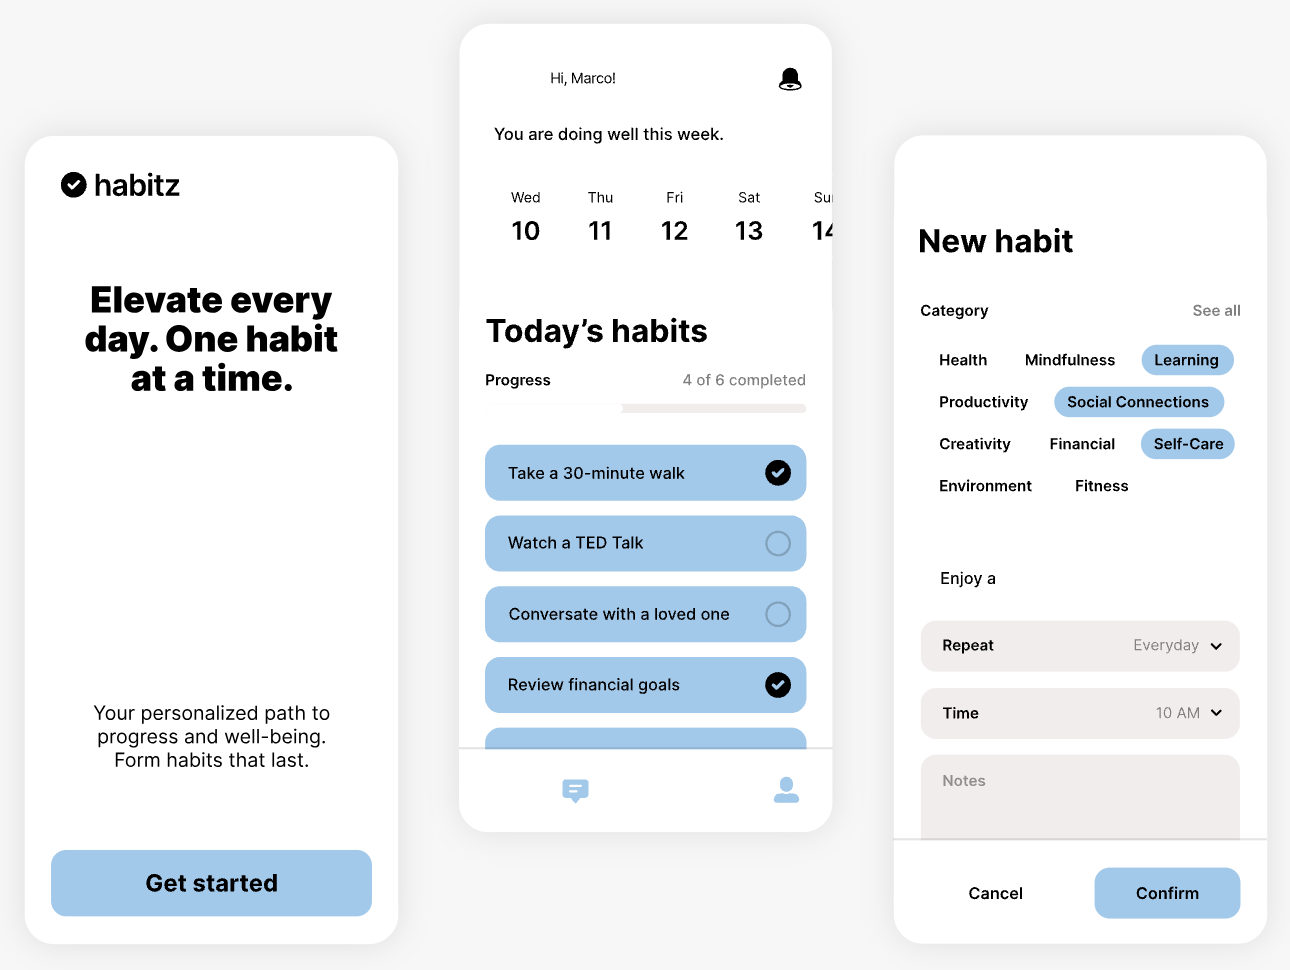 habitz
Elevate every
day. One habit
at a time.
Your personalized path to
progress and well-being.
Form habits that last.
Get started
Hi, Marco!
You are doing well this week.
Wed Thu Fri Sat Sun
10 11 12 13 14
Today’s habits
Progress 4 of 6 completed
Take a 30-minute walk
Watch a TED Talk
Conversate with a loved one
Review financial goals
New habit
Category See all
Health Mindfulness Learning
Productivity Social Connections
Creativity Financial Self-Care
Environment Fitness
Enjoy a
Repeat Everyday
Time 10 AM
Notes
Cancel Confirm